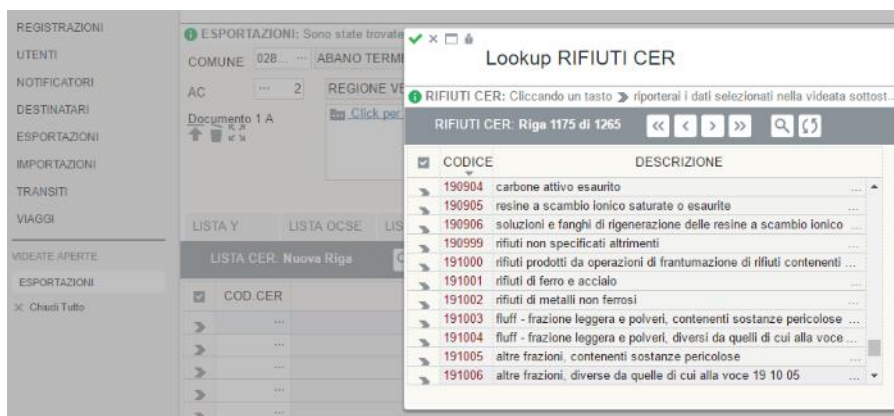 REGISTRAZIONI
UTENTI
NOTIFICATORI
DESTINATARI
ESPORTAZIONI
IMPORTAZIONI
TRANSITI
VIAGGI
VIDEATE APERTE
ESPORTAZIONI
Chiudi Tutto
ESPORTAZIONI: Sono state trovate
COMUNE 028... ... ABANO TERMI
AC ... 2 REGIONE VE
Documento 1 A
Click per
LISTA Y LISTA OCSE LIS
LISTA CER: Nuova Riga
COD.CER
...
...
...
...
...
Lookup RIFIUTI CER
RIFIUTI CER: Cliccando un tasto riporterai i dati selezionati nella videata sottost...
RIFIUTI CER: Riga 1175 di 1265
CODICE DESCRIZIONE
190904 carbone attivo esaurito ...
190905 resine a scambio ionico saturate o esaurite ...
190906 soluzioni e fanghi di rigenerazione delle resine a scambio ionico ...
190999 rifiuti non specificati altrimenti ...
191000 rifiuti prodotti da operazioni di frantumazione di rifiuti contenenti ...
191001 rifiuti di ferro e acciaio ...
191002 rifiuti di metalli non ferrosi ...
191003 fluff - frazione leggera e polveri, contenenti sostanze pericolose ...
191004 fluff - frazione leggera e polveri, diversi da quelli di cui alla voce ...
191005 altre frazioni, contenenti sostanze pericolose ...
191006 altre frazioni, diverse da quelle di cui alla voce 19 10 05 ...